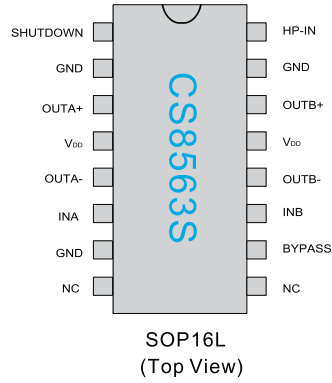 SHUTDOWN HP-IN
GND GND
OUTA+ OUTB+
VDD VDD
OUTA- OUTB-
INA INB
GND BYPASS
NC NC
CS8563S
SOP16L
(Top View)